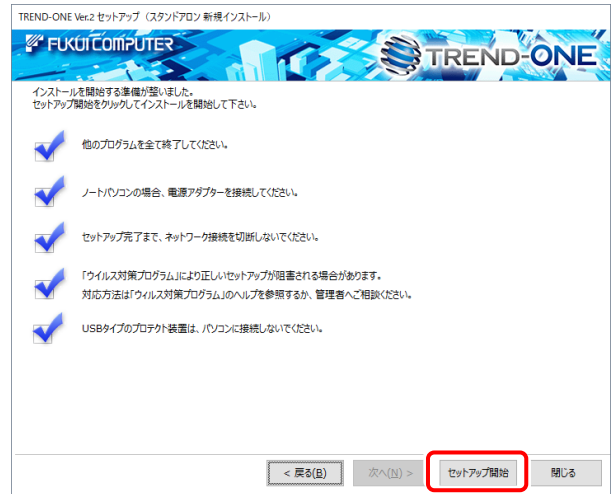 TREND-ONE Ver.2 セットアップ（スタンドアロン 新規インストール）
FUKUI COMPUTER
TREND-ONE
インストールを開始する準備が整いました。
セットアップ開始をクリックしてインストールを開始して下さい。
他のプログラムを全て終了してください。
ノートパソコンの場合、電源アダプターを接続してください。
セットアップ完了まで、ネットワーク接続を切断しないでください。
「ウイルス対策プログラム」により正しいセットアップが阻害される場合があります。
対応方法は「ウィルス対策プログラム」のヘルプを参照するか、管理者へご相談ください。
USBタイプのプロテクト装置は、パソコンに接続しないでください。
< 戻る(B) 次へ(N) > セットアップ開始 閉じる